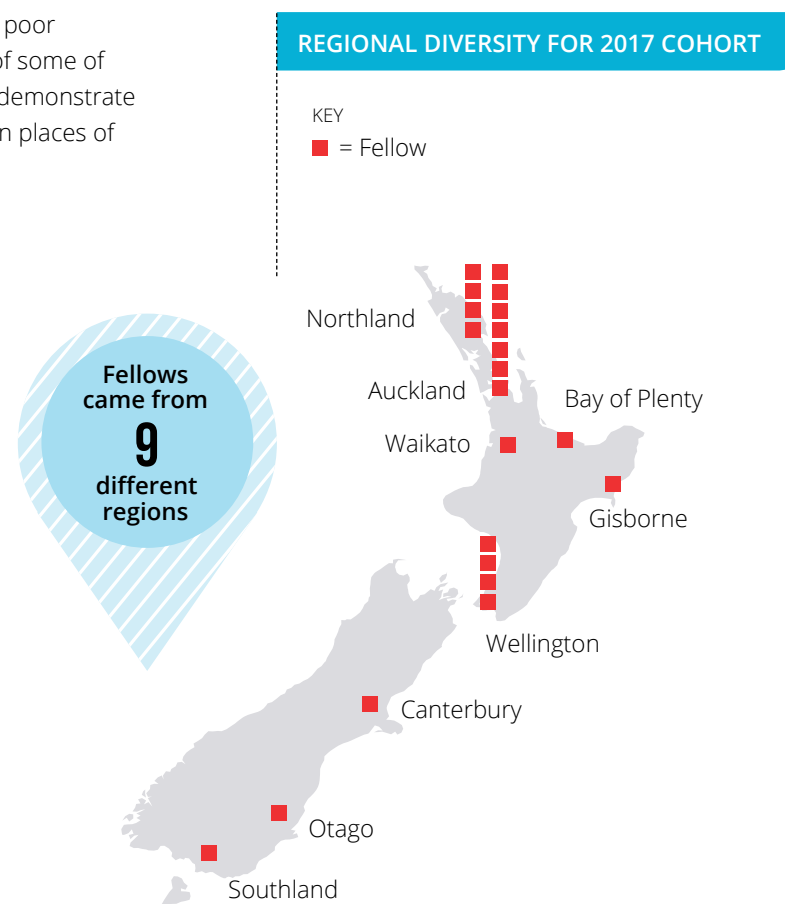 poor
of some of
demonstrate
n places of
REGIONAL DIVERSITY FOR 2017 COHORT
KEY
= Fellow
Fellows
came from
9
different
regions
Northland
Auckland
Bay of Plenty
Waikato
Gisborne
Wellington
Canterbury
Otago
Southland